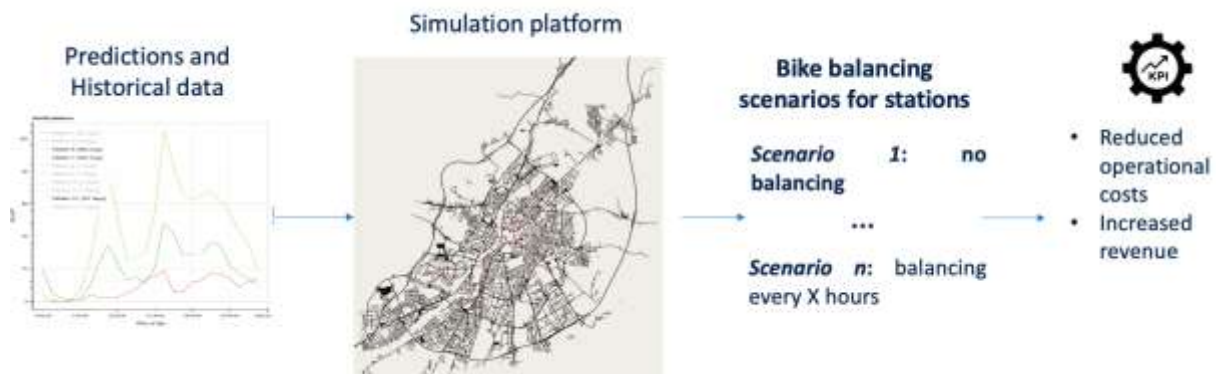 Predictions and
Historical data
Simulation platform
Bike balancing
scenarios for stations
Scenario 1: no
balancing
...
Scenario n: balancing
every X hours
KPI
• Reduced
operational
costs
• Increased
revenue